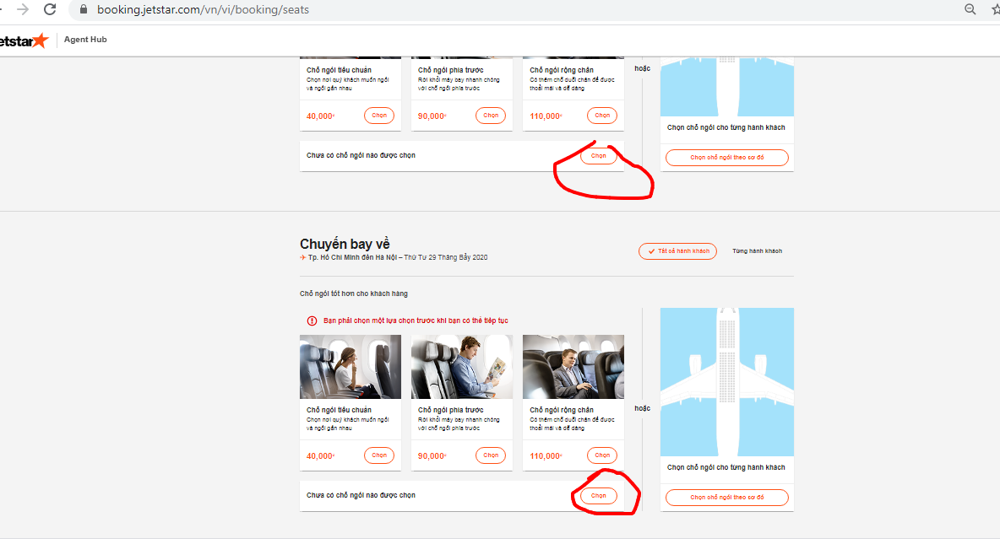 booking.jetstar.com/vn/vi/booking/seats
etstar Agent Hub
Chỗ ngồi tiêu chuẩn
Chọn nơi quý khách muốn ngồi
và ngồi gần nhau
40,000đ Chọn
Chỗ ngồi phía trước
Rời khỏi máy bay nhanh chóng
với chỗ ngồi phía trước
90,000đ Chọn
Chỗ ngồi rộng chân
Có thêm chỗ duỗi chân để được
thoải mái và dễ dàng
110,000đ Chọn
Chưa có chỗ ngồi nào được chọn Chọn
hoặc
Chọn chỗ ngồi cho từng hành khách
Chọn chỗ ngồi theo sơ đồ
Chuyến bay về
Tp. Hồ Chí Minh đến Hà Nội – Thứ Tư 29 Tháng Bảy 2020
Tất cả hành khách Từng hành khách
Chỗ ngồi tốt hơn cho khách hàng
Bạn phải chọn một lựa chọn trước khi bạn có thể tiếp tục
Chỗ ngồi tiêu chuẩn
Chọn nơi quý khách muốn ngồi
và ngồi gần nhau
40,000đ Chọn
Chỗ ngồi phía trước
Rời khỏi máy bay nhanh chóng
với chỗ ngồi phía trước
90,000đ Chọn
Chỗ ngồi rộng chân
Có thêm chỗ duỗi chân để được
thoải mái và dễ dàng
110,000đ Chọn
Chưa có chỗ ngồi nào được chọn Chọn
hoặc
Chọn chỗ ngồi cho từng hành khách
Chọn chỗ ngồi theo sơ đồ